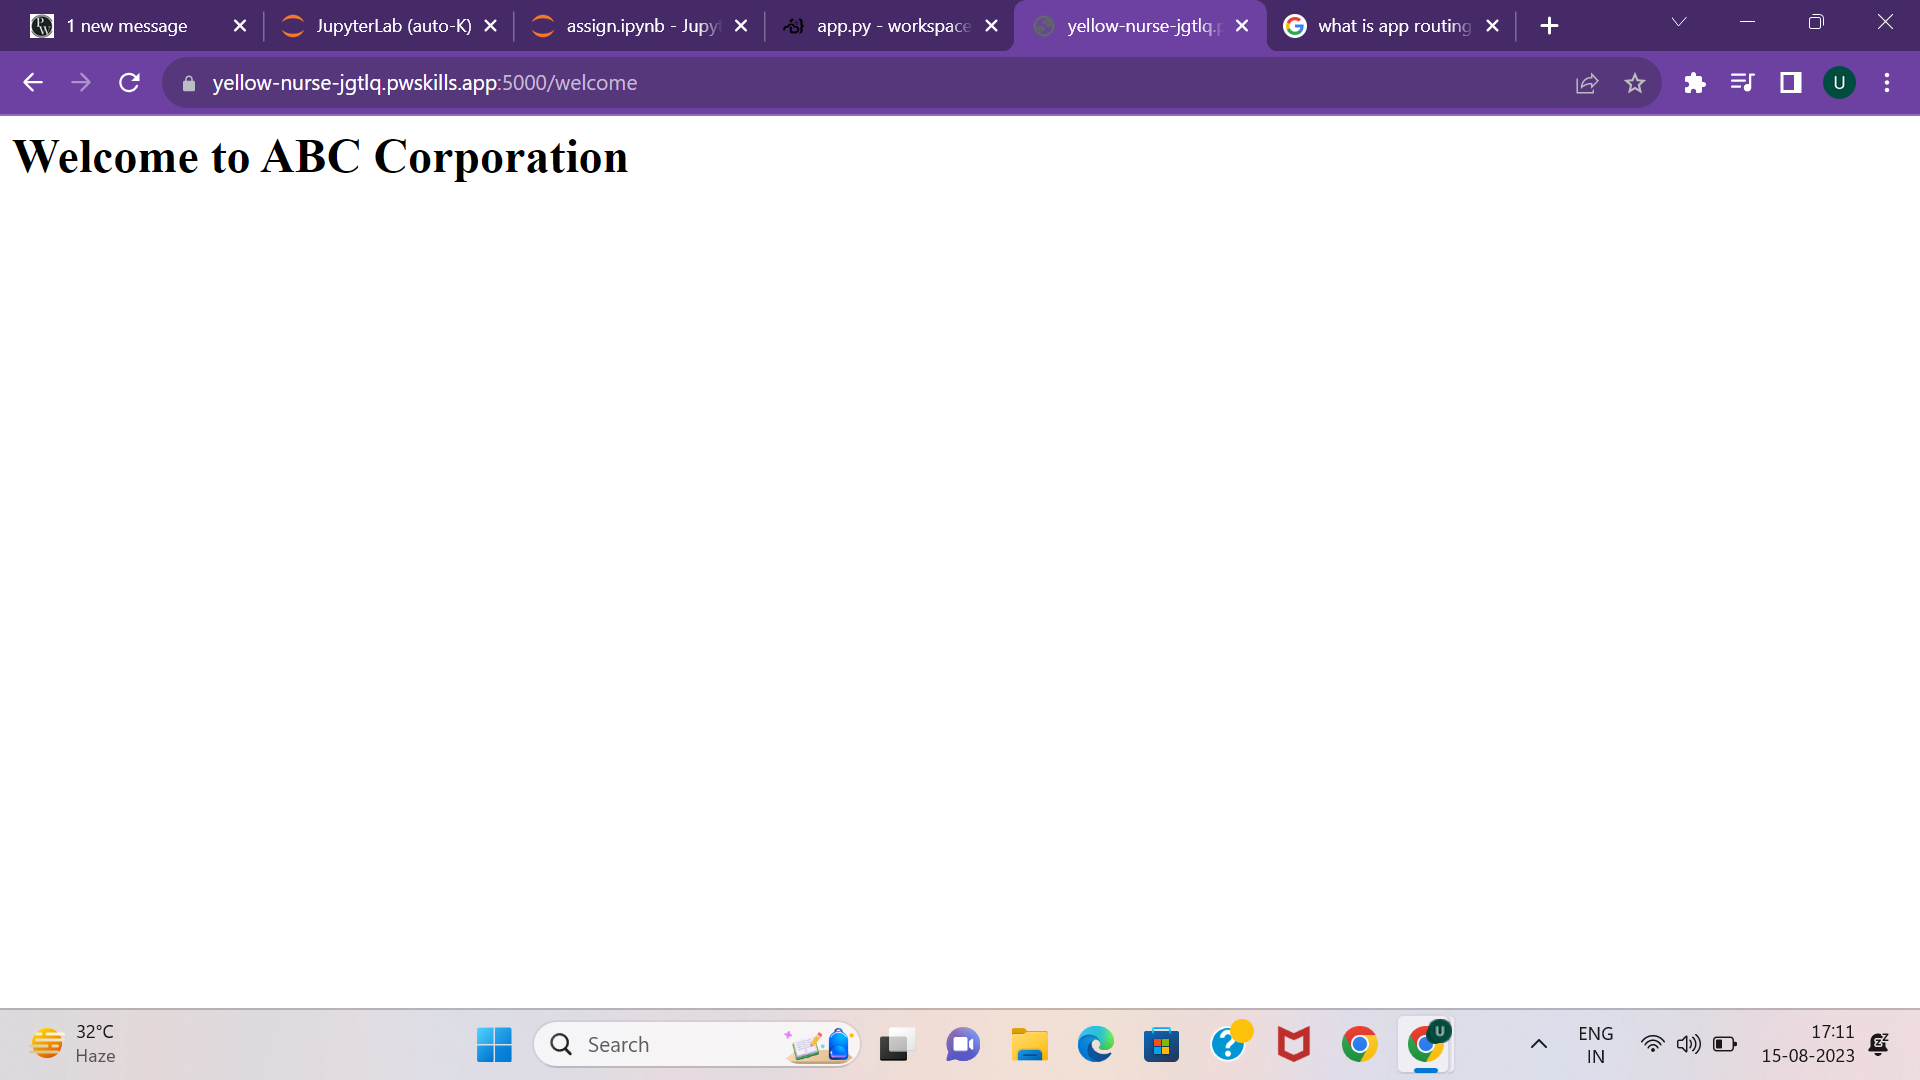 1 new message
JupyterLab (auto-K)
assign.ipynb - Jupyt
app.py - workspace
yellow-nurse-jgtlq.p
what is app routing
yellow-nurse-jgtlq.pwskills.app:5000/welcome
U
Welcome to ABC Corporation
32°C
Haze
Search
U
ENG
IN
17:11
15-08-2023